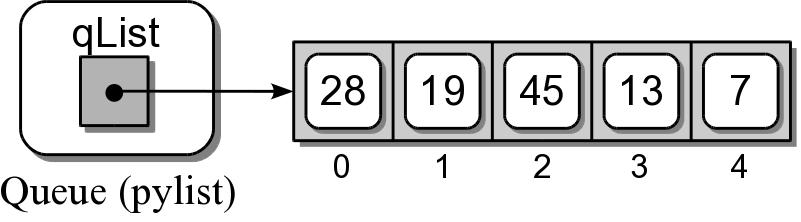 qList
28 19 45 13 7
0 1 2 3 4
Queue (pylist)